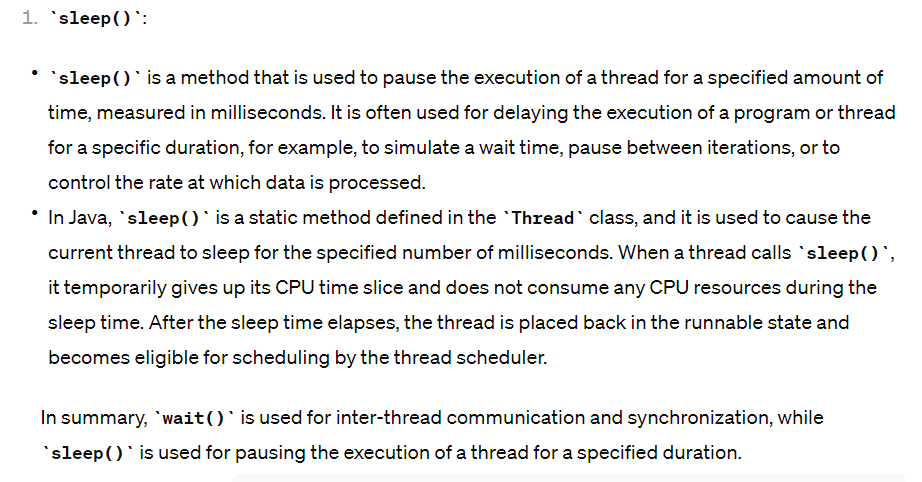 1. `sleep()`:
• `sleep()` is a method that is used to pause the execution of a thread for a specified amount of
time, measured in milliseconds. It is often used for delaying the execution of a program or thread
for a specific duration, for example, to simulate a wait time, pause between iterations, or to
control the rate at which data is processed.
• In Java, `sleep()` is a static method defined in the `Thread` class, and it is used to cause the
current thread to sleep for the specified number of milliseconds. When a thread calls `sleep()`,
it temporarily gives up its CPU time slice and does not consume any CPU resources during the
sleep time. After the sleep time elapses, the thread is placed back in the runnable state and
becomes eligible for scheduling by the thread scheduler.
In summary, `wait()` is used for inter-thread communication and synchronization, while
`sleep()` is used for pausing the execution of a thread for a specified duration.